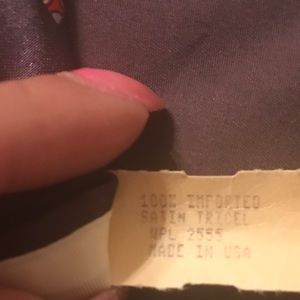 100% IMPORTED
SATIN TRICEL
WPL 2555
MADE IN USA